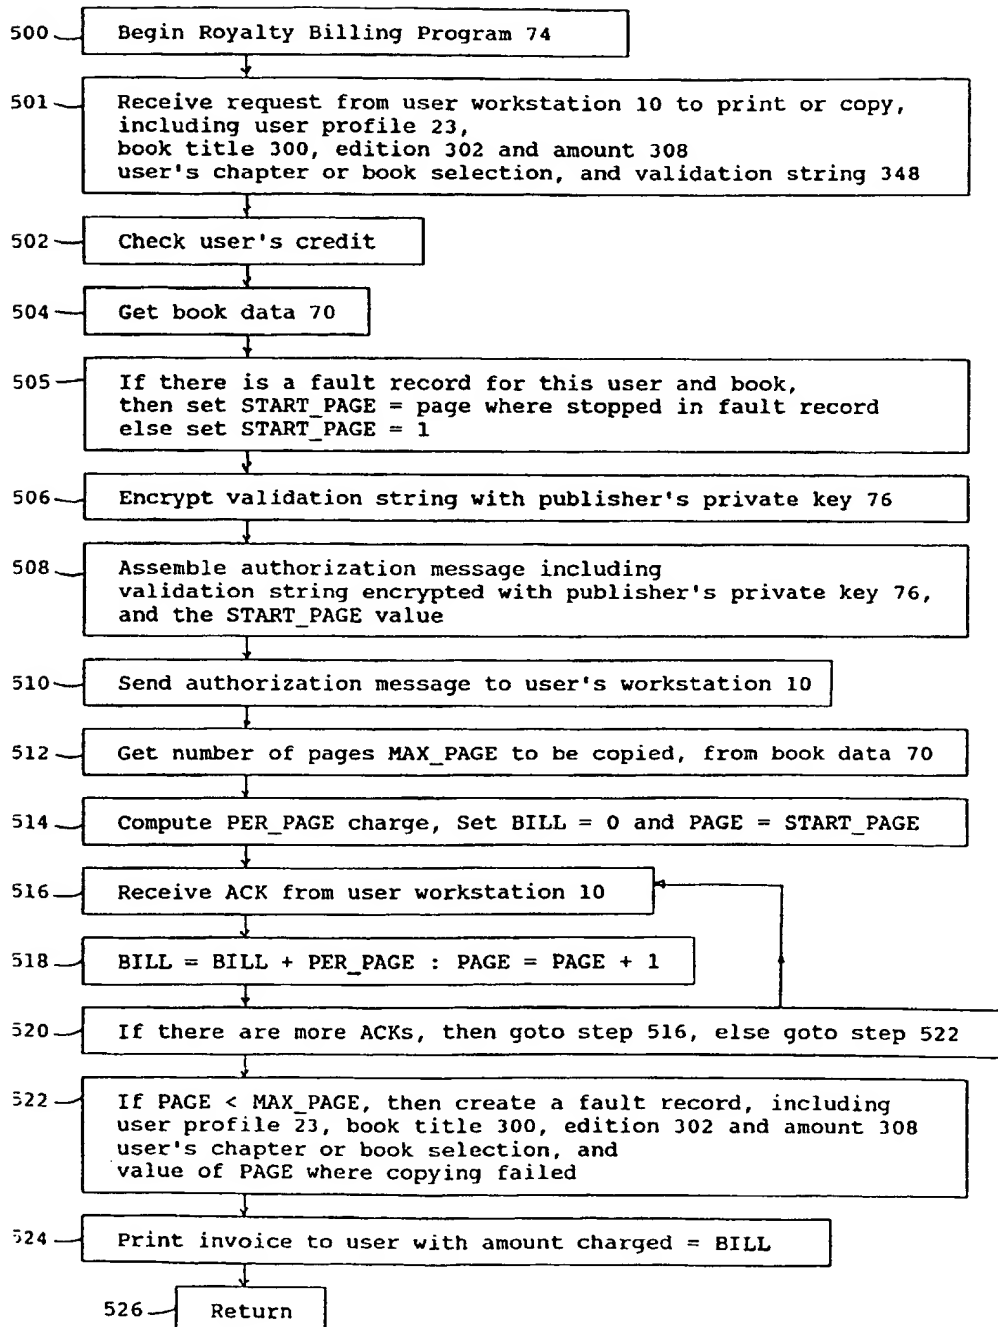 500 Begin Royalty Billing Program 74
501 Receive request from user workstation 10 to print or copy,
including user profile 23,
book title 300, edition 302 and amount 308
user's chapter or book selection, and validation string 348
502 Check user's credit
504 Get book data 70
505 If there is a fault record for this user and book,
then set START_PAGE = page where stopped in fault record
else set START_PAGE = 1
506 Encrypt validation string with publisher's private key 76
508 Assemble authorization message including
validation string encrypted with publisher's private key 76,
and the START_PAGE value
510 Send authorization message to user's workstation 10
512 Get number of pages MAX_PAGE to be copied, from book data 70
514 Compute PER_PAGE charge, Set BILL = 0 and PAGE = START_PAGE
516 Receive ACK from user workstation 10
518 BILL = BILL + PER_PAGE : PAGE = PAGE + 1
520 If there are more ACKs, then goto step 516, else goto step 522
522 If PAGE < MAX_PAGE, then create a fault record, including
user profile 23, book title 300, edition 302 and amount 308
user's chapter or book selection, and
value of PAGE where copying failed
524 Print invoice to user with amount charged = BILL
526 Return